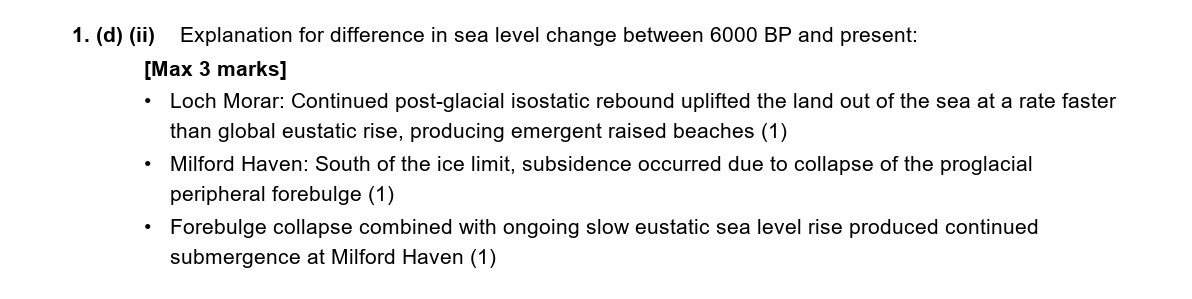 1. (d) (ii) Explanation for difference in sea level change between 6000 BP and present:
[Max 3 marks]
• Loch Morar: Continued post-glacial isostatic rebound uplifted the land out of the sea at a rate faster
than global eustatic rise, producing emergent raised beaches (1)
• Milford Haven: South of the ice limit, subsidence occurred due to collapse of the proglacial
peripheral forebulge (1)
• Forebulge collapse combined with ongoing slow eustatic sea level rise produced continued
submergence at Milford Haven (1)